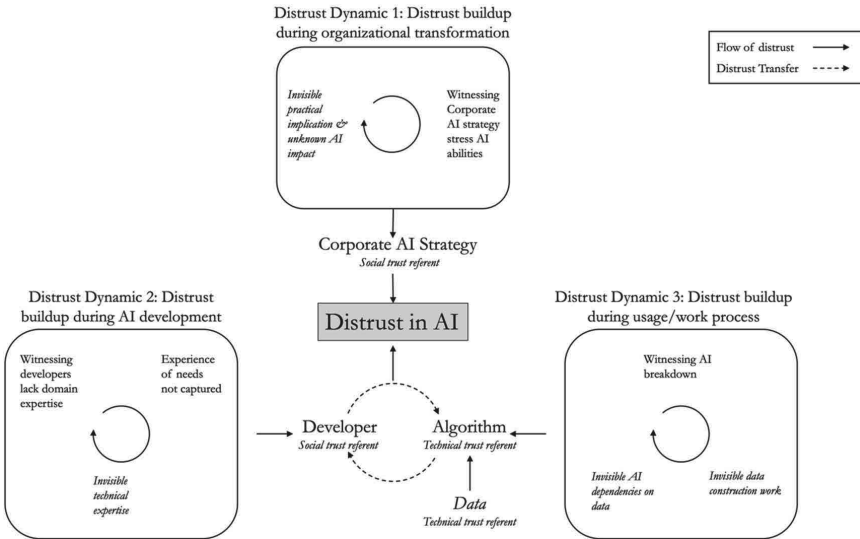 Distrust Dynamic 1: Distrust buildup
during organizational transformation
Flow of distrust
Distrust Transfer
Invisible
practical
implication &
unknown AI
impact
Witnessing
Corporate
AI strategy
stress AI
abilities
Corporate AI Strategy
Social trust referent
Distrust Dynamic 2: Distrust
buildup during AI development
Distrust in AI
Distrust Dynamic 3: Distrust buildup
during usage/work process
Witnessing
developers
lack domain
expertise
Experience
of needs
not captured
Invisible
technical
expertise
Developer
Social trust referent
Algorithm
Technical trust referent
Data
Technical trust referent
Witnessing AI
breakdown
Invisible AI
dependencies on
data
Invisible data
construction work